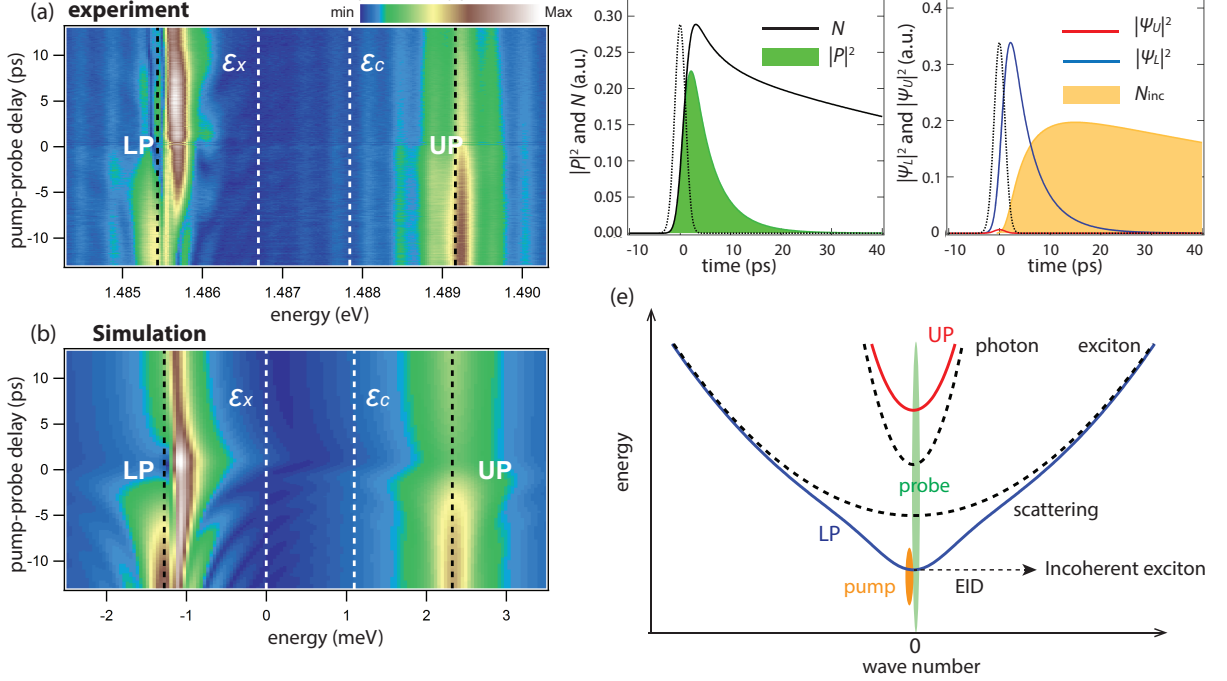 (a) experiment
min Max
pump-probe delay (ps)
10
5
0
-5
-10
LP
εx
εc
UP
1.485 1.486 1.487 1.488 1.489 1.490
energy (eV)
(b) Simulation
pump-probe delay (ps)
10
5
0
-5
-10
LP
εx
εc
UP
-2 -1 0 1 2 3
energy (meV)
|P|² and N (a.u.)
0.30
0.25
0.20
0.15
0.10
0.05
0.00
N
|P|²
-10 0 10 20 30 40
time (ps)
|ΨL|² and |ΨU|² (a.u.)
0.4
0.3
0.2
0.1
0.0
|ΨU|²
|ΨL|²
Ninc
-10 0 10 20 30 40
time (ps)
(e)
energy
UP
photon
exciton
probe
scattering
LP
pump
EID
Incoherent exciton
0
wave number